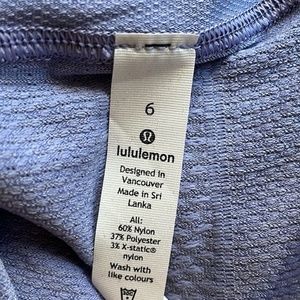 6
lululemon
Designed in
Vancouver
Made in Sri
Lanka
All:
60% Nylon
37% Polyester
3% X-static®
nylon
Wash with
like colours